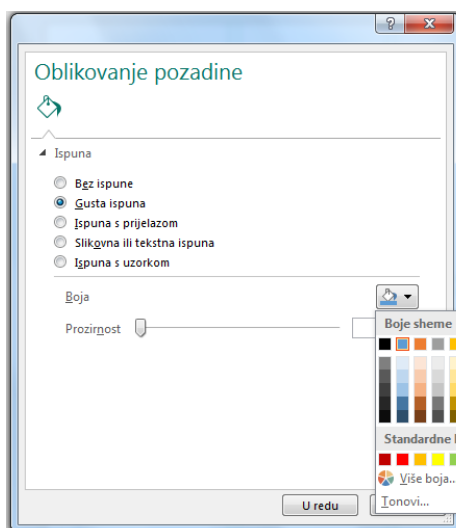 Oblikovanje pozadine
Ispuna
Bez ispune
Gusta ispuna
Ispuna s prijelazom
Slikovna ili tekstna ispuna
Ispuna s uzorkom
Boja
Prozirnost
Boje sheme
Standardne
Više boja...
Tonovi...
U redu